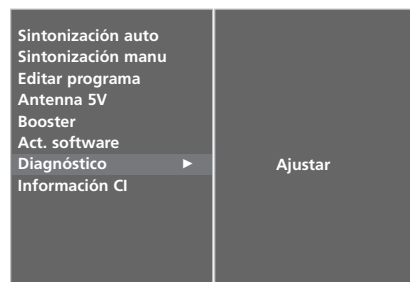 Sintonización auto
Sintonización manu
Editar programa
Antenna 5V
Booster
Act. software
Diagnóstico ► Ajustar
Información CI